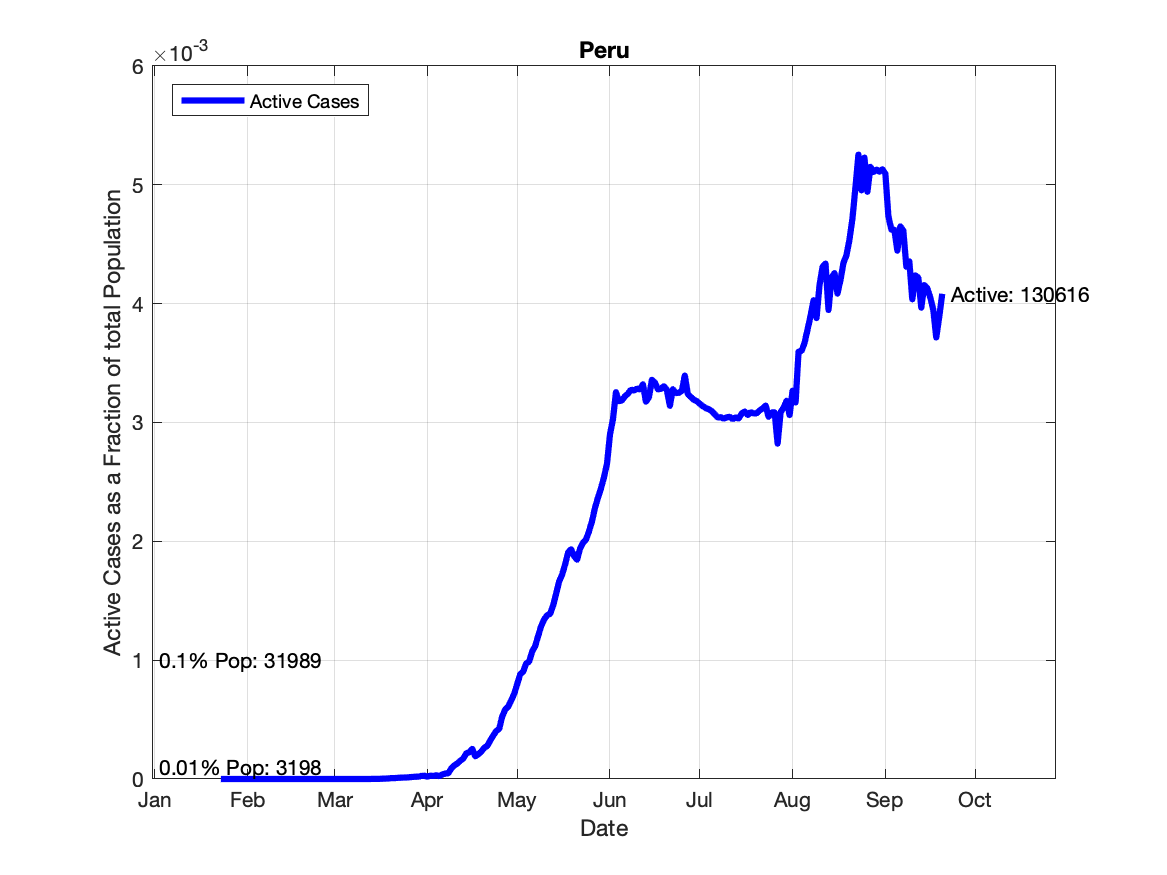 Peru
×10-3
6
Active Cases
5
4
Active: 130616
3
2
1
0.1% Pop: 31989
0.01% Pop: 3198
0
Jan Feb Mar Apr May Jun Jul Aug Sep Oct
Date
Active Cases as a Fraction of total Population